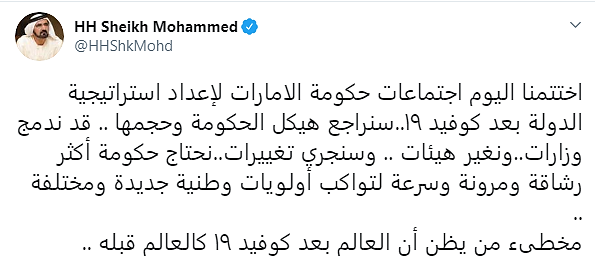 HH Sheikh Mohammed
@HHShkMohd
اختتمنا اليوم اجتماعات حكومة الامارات لإعداد استراتيجية
الدولة بعد كوفيد ١٩..سنراجع هيكل الحكومة وحجمها .. قد ندمج
وزارات..ونغير هيئات .. وسنجري تغييرات..نحتاج حكومة أكثر
رشاقة ومرونة وسرعة لتواكب أولويات وطنية جديدة ومختلفة
..
مخطىء من يظن أن العالم بعد كوفيد ١٩ كالعالم قبله ..